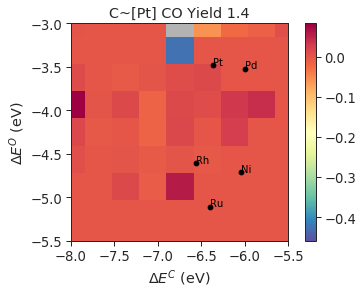 C~[Pt] CO Yield 1.4
−3.0
−3.5
−4.0
−4.5
−5.0
−5.5
ΔE^O (eV)
Pt
Pd
Rh
Ni
Ru
−8.0 −7.5 −7.0 −6.5 −6.0 −5.5
ΔE^C (eV)
0.0
−0.1
−0.2
−0.3
−0.4